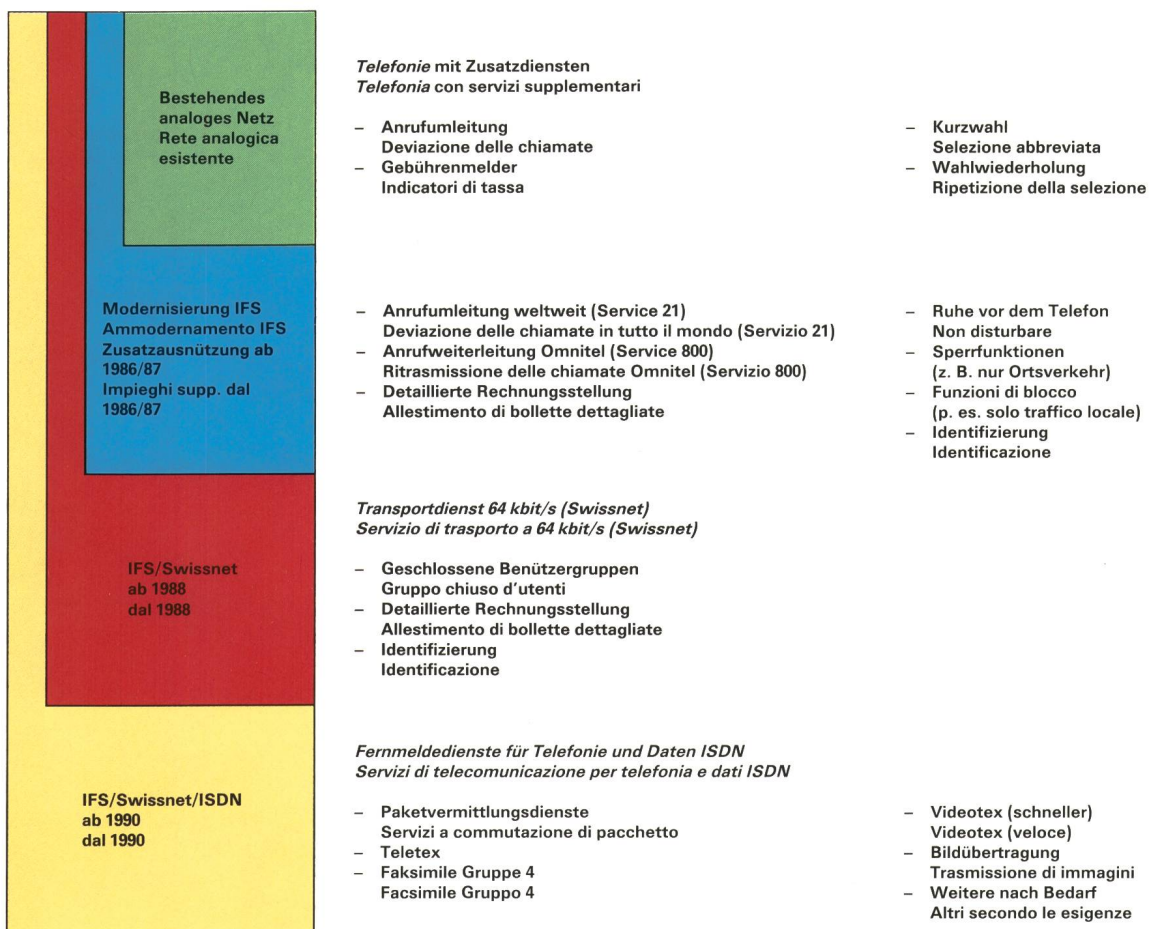 Bestehendes
analoges Netz
Rete analogica
esistente
Telefonie mit Zusatzdiensten
Telefonia con servizi supplementari
– Anrufumleitung
Deviazione delle chiamate
– Gebührenmelder
Indicatori di tassa
– Kurzwahl
Selezione abbreviata
– Wahlwiederholung
Ripetizione della selezione
Modernisierung IFS
Ammodernamento IFS
Zusatzausnützung ab
1986/87
Impieghi supp. dal
1986/87
– Anrufumleitung weltweit (Service 21)
Deviazione delle chiamate in tutto il mondo (Servizio 21)
– Anrufweiterleitung Omnitel (Service 800)
Ritrasmissione delle chiamate Omnitel (Servizio 800)
– Detaillierte Rechnungsstellung
Allestimento di bollette dettagliate
– Ruhe vor dem Telefon
Non disturbare
– Sperrfunktionen
(z. B. nur Ortsverkehr)
– Funzioni di blocco
(p. es. solo traffico locale)
– Identifizierung
Identificazione
IFS/Swissnet
ab 1988
dal 1988
Transportdienst 64 kbit/s (Swissnet)
Servizio di trasporto a 64 kbit/s (Swissnet)
– Geschlossene Benützergruppen
Gruppo chiuso d'utenti
– Detaillierte Rechnungsstellung
Allestimento di bollette dettagliate
– Identifizierung
Identificazione
IFS/Swissnet/ISDN
ab 1990
dal 1990
Fernmeldedienste für Telefonie und Daten ISDN
Servizi di telecomunicazione per telefonia e dati ISDN
– Paketvermittlungsdienste
Servizi a commutazione di pacchetto
– Teletex
– Faksimile Gruppe 4
Facsimile Gruppo 4
– Videotex (schneller)
Videotex (veloce)
– Bildübertragung
Trasmissione di immagini
– Weitere nach Bedarf
Altri secondo le esigenze